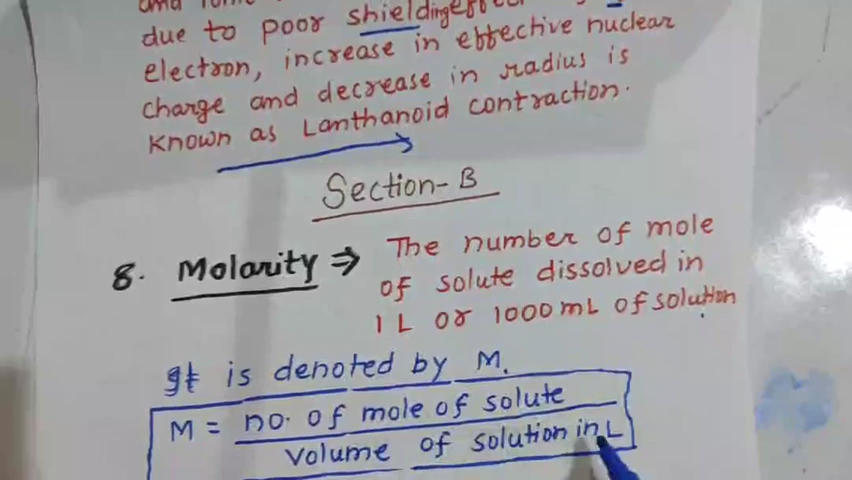 due to poor shielding effect
electron, increase in effective nuclear
charge and decrease in radius is
known as Lanthanoid contraction.
Section-B
8. Molarity ⇒ The number of mole
of solute dissolved in
1 L or 1000 mL of solution
It is denoted by M.
M = no. of mole of solute
volume of solution in L